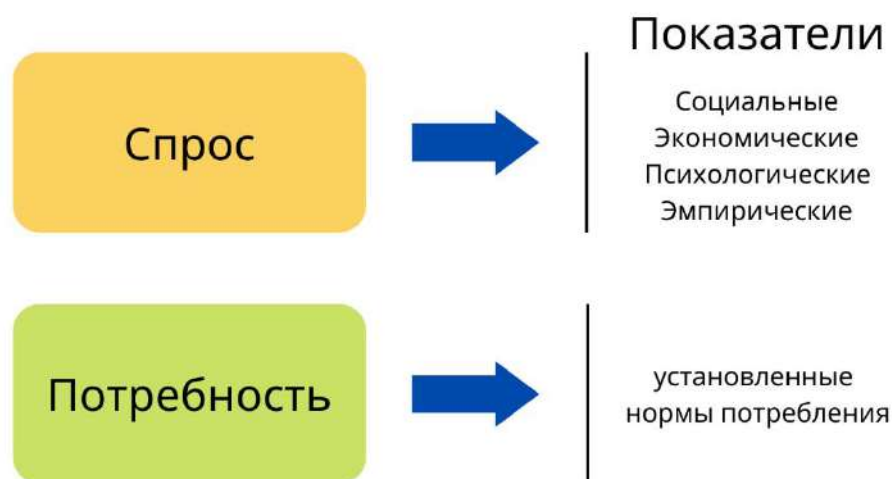 Показатели
Спрос
Социальные
Экономические
Психологические
Эмпирические
Потребность
установленные
нормы потребления